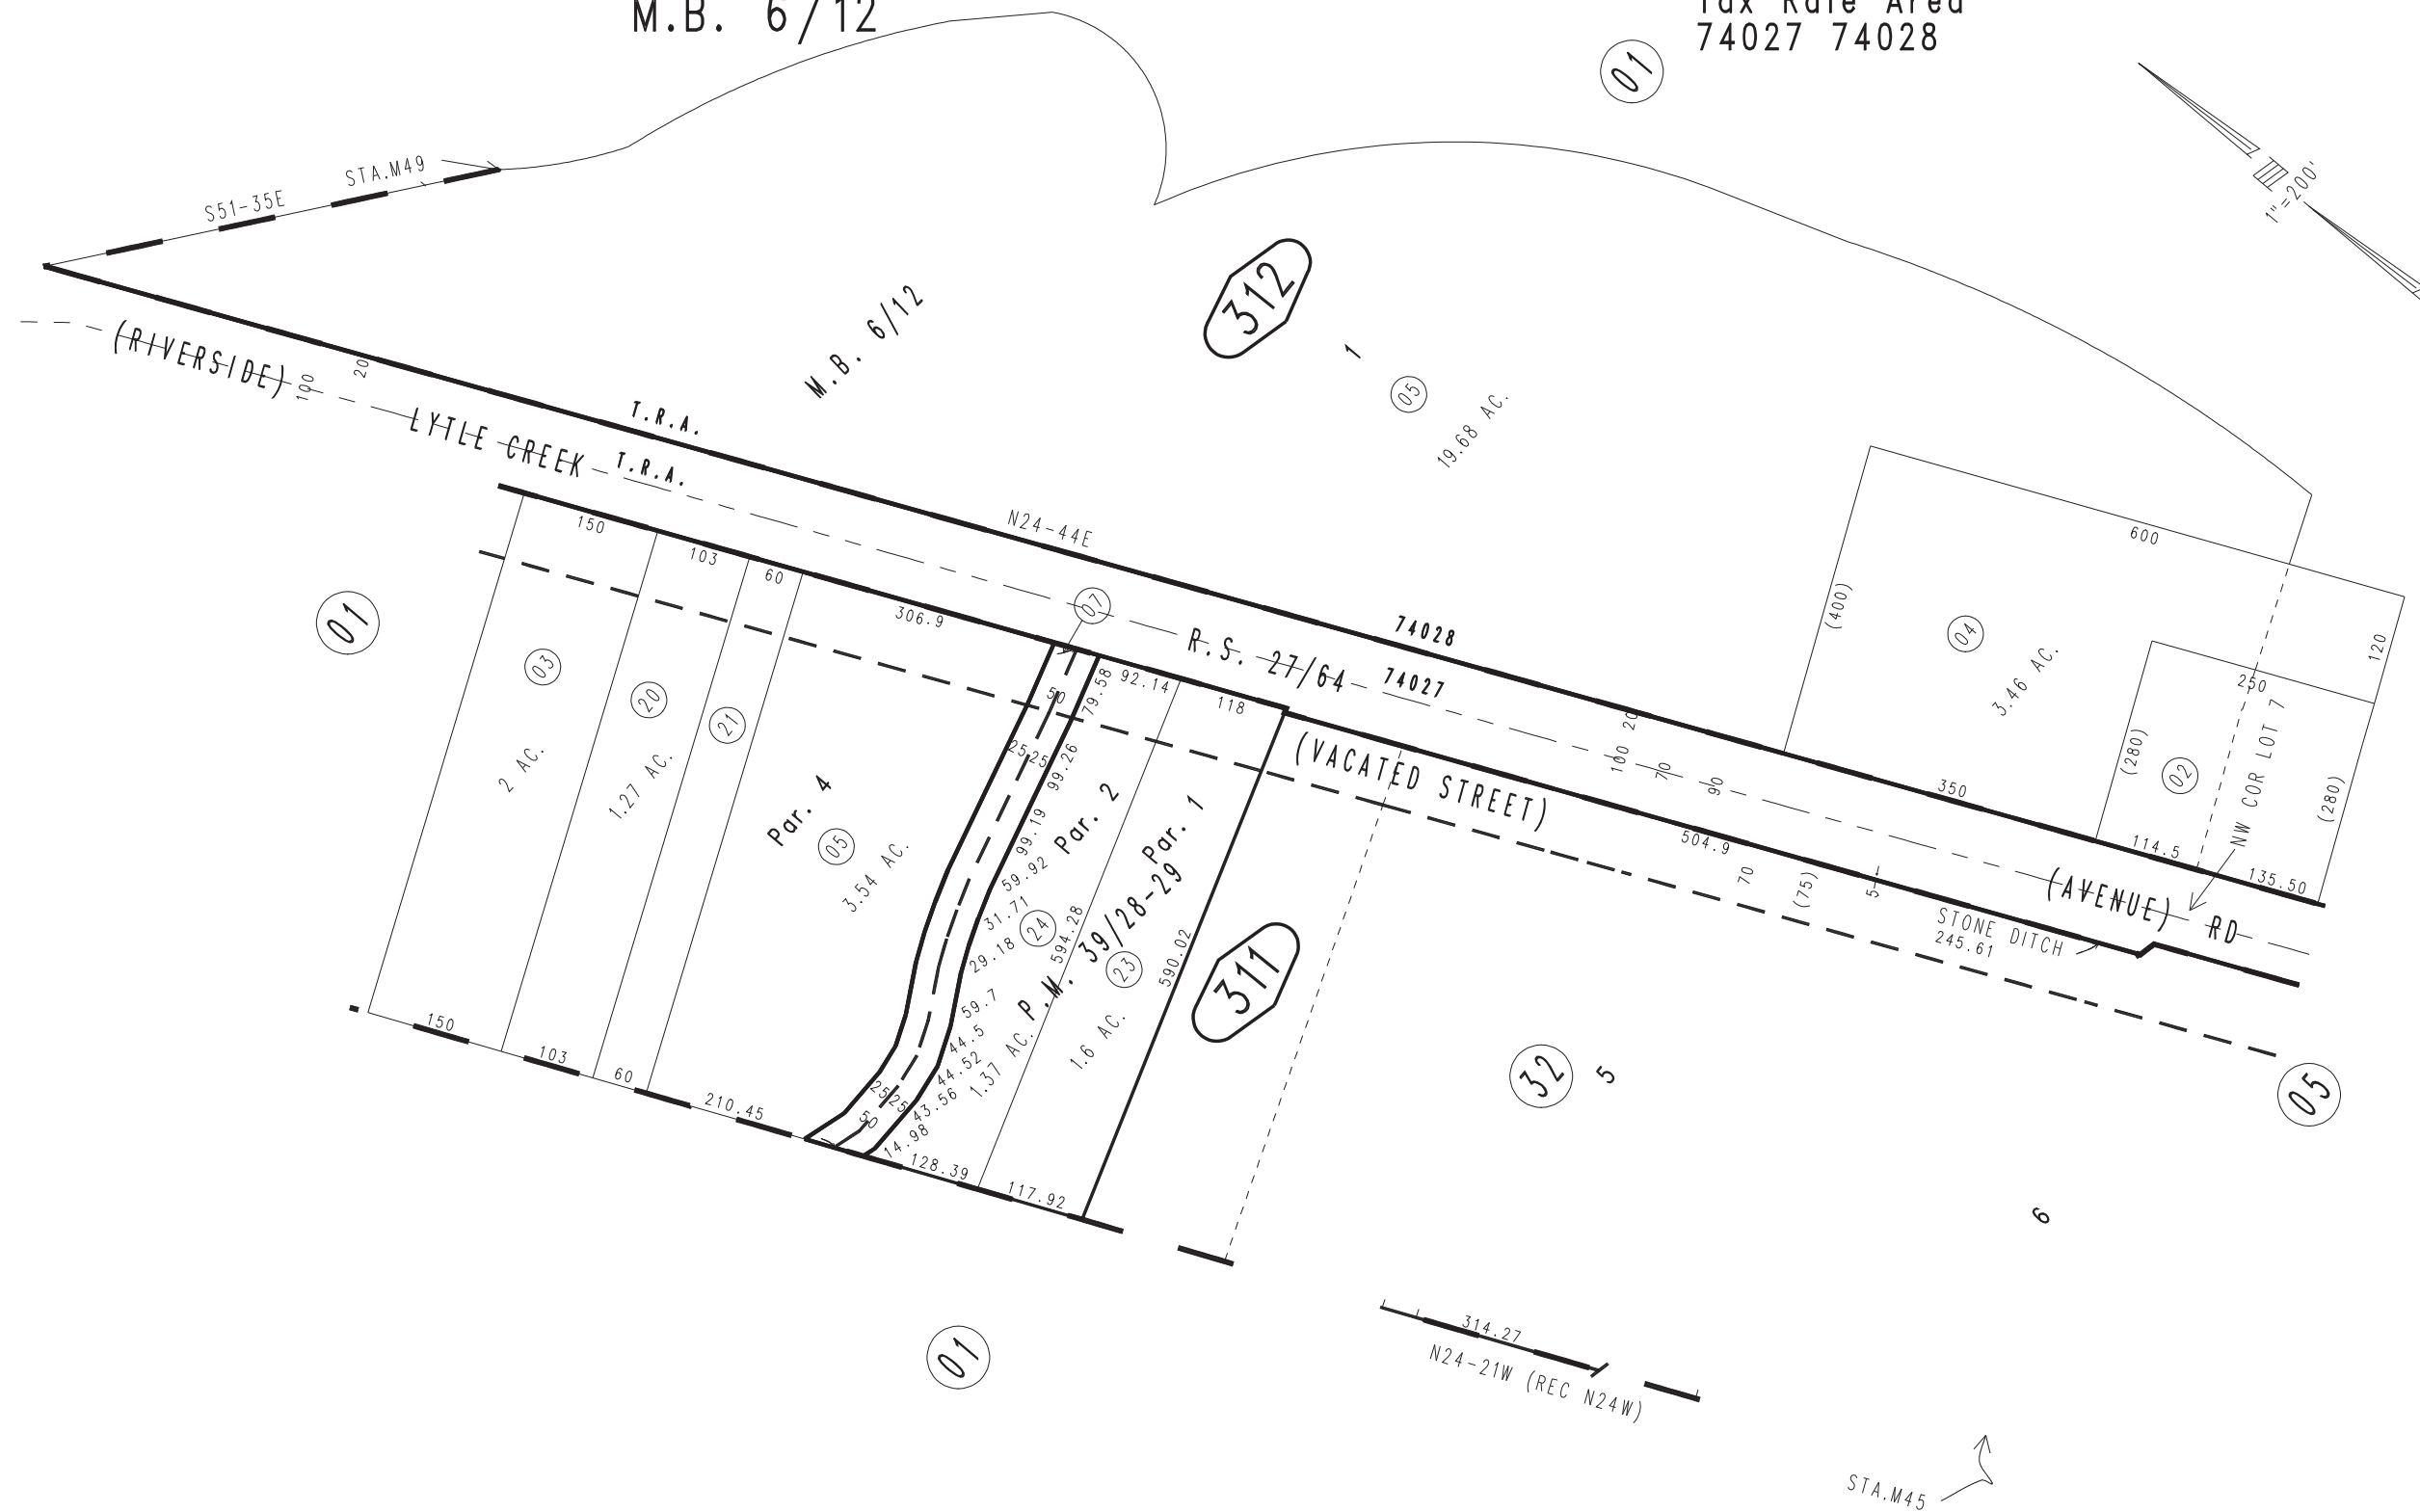 M.B. 6/12
Tax Rate Area
74027 74028
01
1"=200'
STA.M49
S51-35E
312
M.B. 6/12
1
05
19.68 AC.
(RIVERSIDE)
100
20
LYTLE CREEK
T.R.A.
T.R.A.
N24-44E
74028
R.S. 27/64
74027
600
(400)
04
3.46 AC.
120
250
(280)
02
NW COR LOT 7
(280)
350
114.5
135.50
150
103
60
306.9
07
50
79.58
92.14
118
(VACATED STREET)
100
20
70
90
504.9
70
(75)
5
(AVENUE)
RD
STONE DITCH
245.61
01
03
2 AC.
20
1.27 AC.
21
Par. 4
05
3.54 AC.
25
25
99.26
99.19
59.92
31.71
29.18
59.7
44.5
44.52
43.56
14.98
Par. 2
24
594.28
1.37 AC.
Par. 1
P.M. 39/28-29
23
1.6 AC.
590.02
311
32
5
05
6
150
103
60
210.45
25
25
50
128.39
117.92
01
314.27
N24-21W (REC N24W)
STA.M45